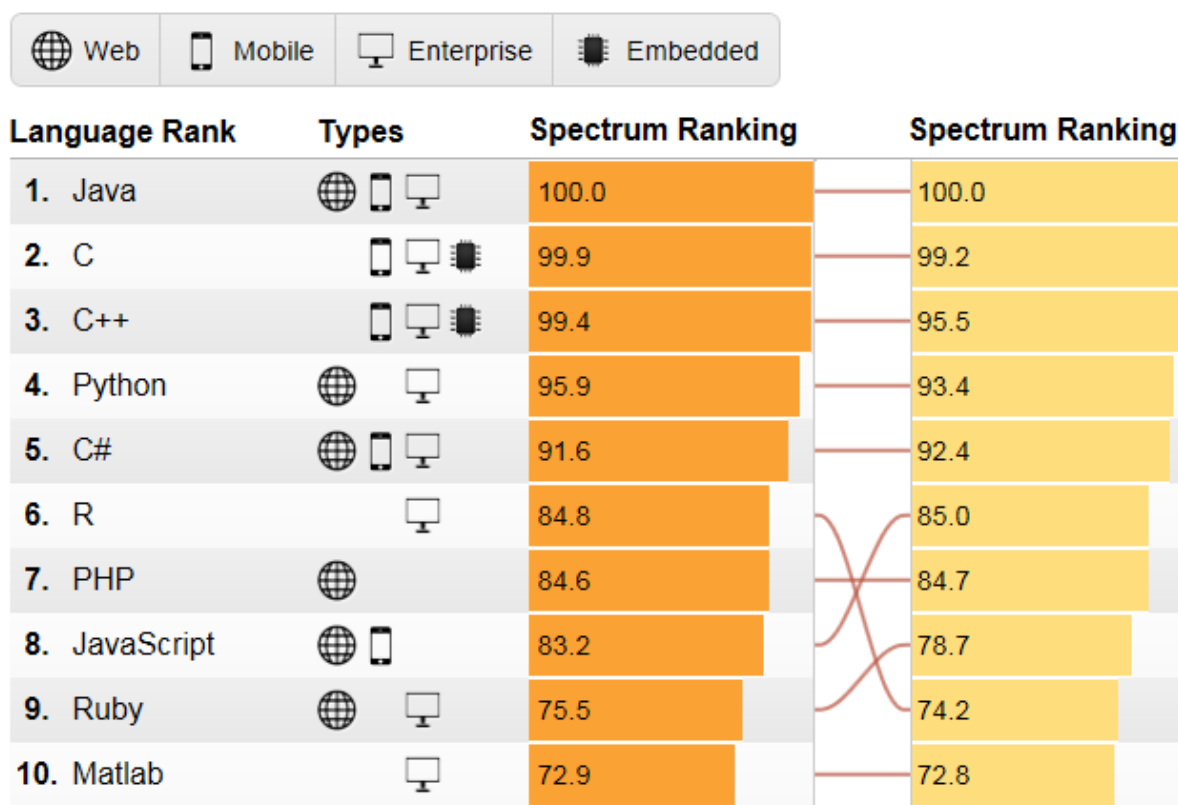 Web Mobile Enterprise Embedded
Language Rank Types Spectrum Ranking Spectrum Ranking
1. Java 100.0 100.0
2. C 99.9 99.2
3. C++ 99.4 95.5
4. Python 95.9 93.4
5. C# 91.6 92.4
6. R 84.8 85.0
7. PHP 84.6 84.7
8. JavaScript 83.2 78.7
9. Ruby 75.5 74.2
10. Matlab 72.9 72.8